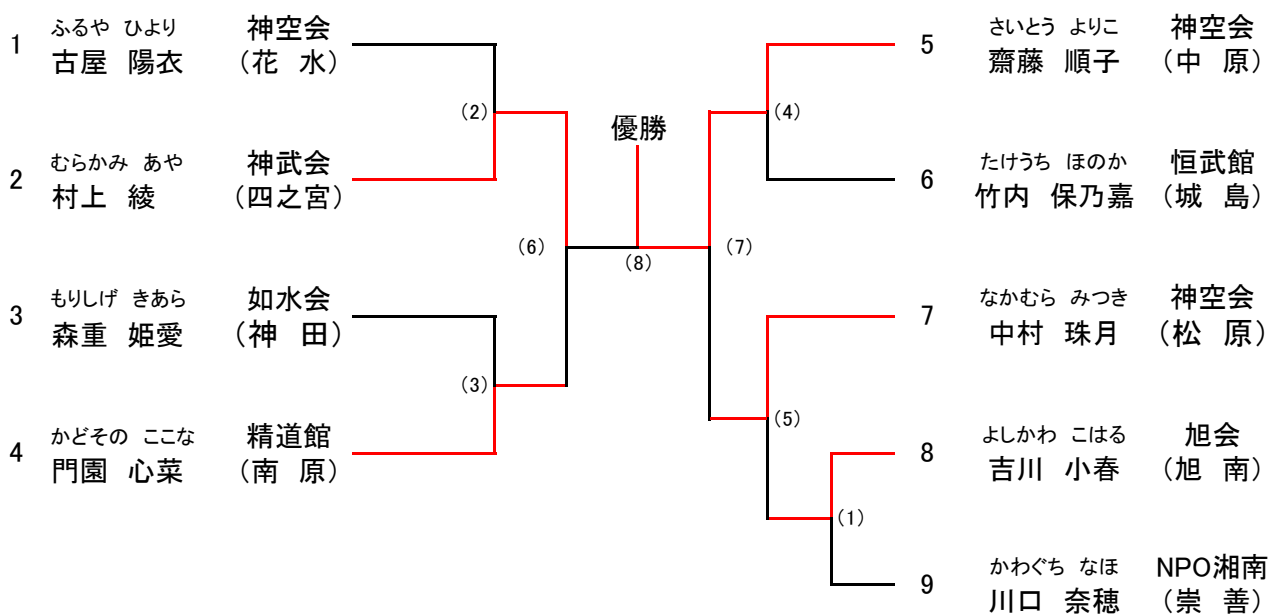 1 ふるや ひより 神空会
古屋 陽衣 （花 水）
2 むらかみ あや 神武会
村上 綾 （四之宮）
3 もりしげ きあら 如水会
森重 姫愛 （神 田）
4 かどその ここな 精道館
門園 心菜 （南 原）
(2)
(3)
(6)
優勝
(8)
(7)
(4)
(5)
(1)
5 さいとう よりこ 神空会
齋藤 順子 （中 原）
6 たけうち ほのか 恒武館
竹内 保乃嘉 （城 島）
7 なかむら みつき 神空会
中村 珠月 （松 原）
8 よしかわ こはる 旭会
吉川 小春 （旭 南）
9 かわぐち なほ NPO湘南
川口 奈穂 （崇 善）